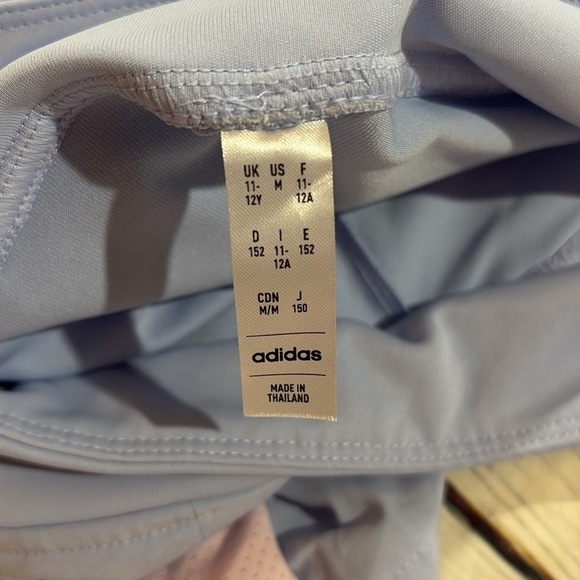 UK US F
11- M 11-
12Y 12A
D I E
152 11- 152
12A
CDN J
M/M 150
adidas
MADE IN
THAILAND